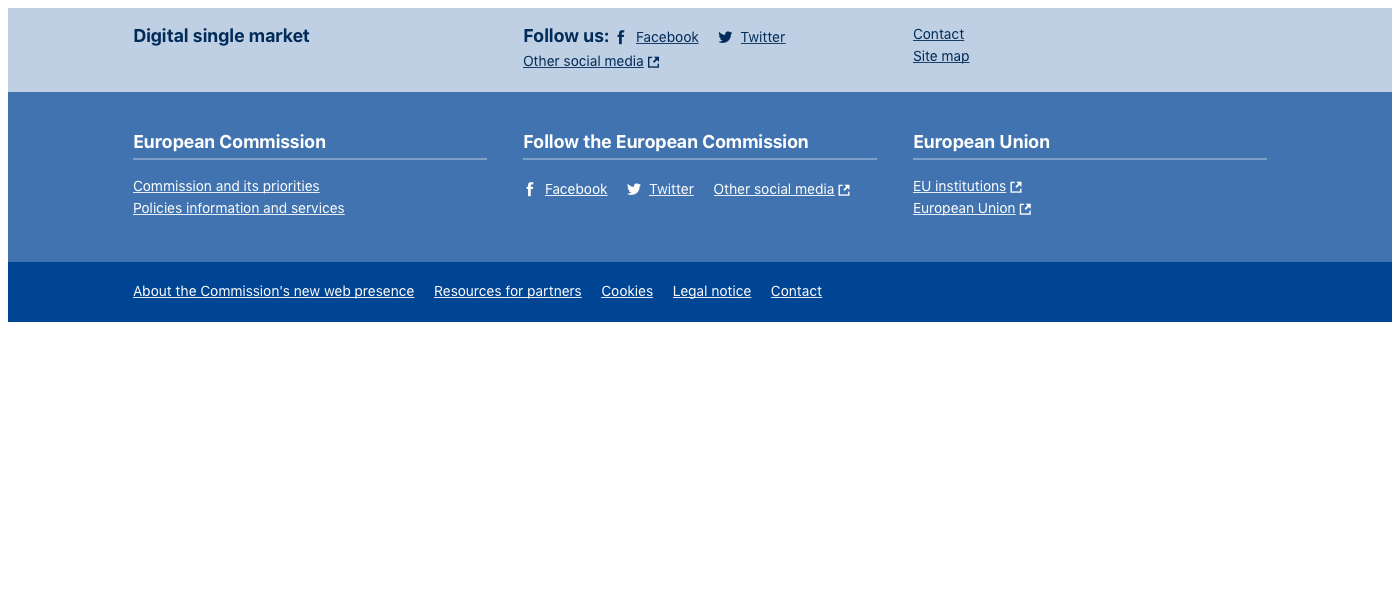 Digital single market
Follow us: Facebook Twitter
Other social media
Contact
Site map
European Commission
Commission and its priorities
Policies information and services
Follow the European Commission
Facebook Twitter Other social media
European Union
EU institutions
European Union
About the Commission's new web presence Resources for partners Cookies Legal notice Contact